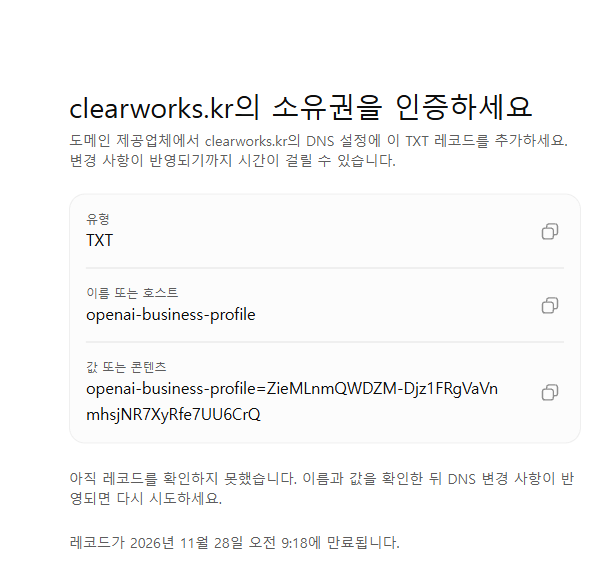 clearworks.kr의 소유권을 인증하세요
도메인 제공업체에서 clearworks.kr의 DNS 설정에 이 TXT 레코드를 추가하세요.
변경 사항이 반영되기까지 시간이 걸릴 수 있습니다.
유형
TXT
이름 또는 호스트
openai-business-profile
값 또는 콘텐츠
openai-business-profile=ZieMLnmQWDZM-Djz1FRgVaVn
mhsjNR7XyRfe7UU6CrQ
아직 레코드를 확인하지 못했습니다. 이름과 값을 확인한 뒤 DNS 변경 사항이 반
영되면 다시 시도하세요.
레코드가 2026년 11월 28일 오전 9:18에 만료됩니다.